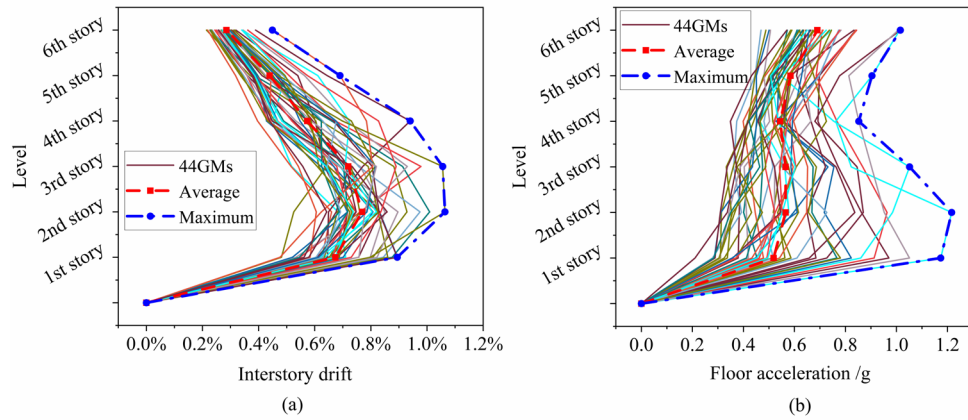 6th story
5th story
4th story
3rd story
2nd story
1st story
Level
44GMs
Average
Maximum
0.0% 0.2% 0.4% 0.6% 0.8% 1.0% 1.2%
Interstory drift
(a)
6th story
5th story
4th story
3rd story
2nd story
1st story
Level
44GMs
Average
Maximum
0.0 0.2 0.4 0.6 0.8 1.0 1.2
Floor acceleration /g
(b)